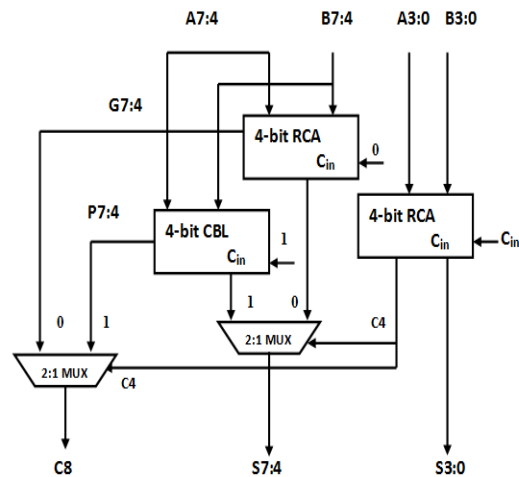 A7:4 B7:4 A3:0 B3:0
G7:4
4-bit RCA
Cin
0
P7:4
4-bit CBL
Cin
1
4-bit RCA
Cin
Cin
1 0
0 1
2:1 MUX
C4
2:1 MUX
C4
C8 S7:4 S3:0